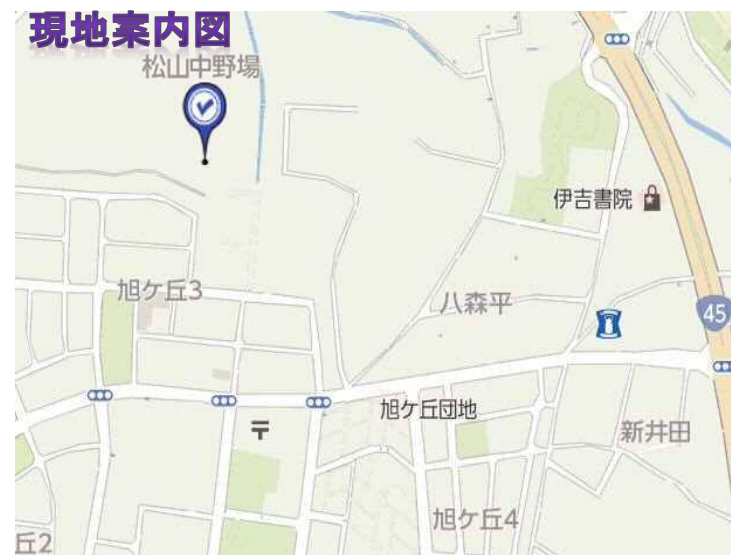 現地案内図
松山中野場
伊吉書院
旭ケ丘3
八森平
45
旭ケ丘団地
〒
新井田
旭ケ丘4
丘2